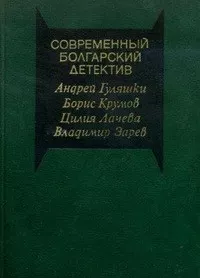 СОВРЕМЕННЫЙ
БОЛГАРСКИЙ
ДЕТЕКТИВ
Андрей Гуляшки
Борис Крумов
Цилия Лачева
Владимир Зарев